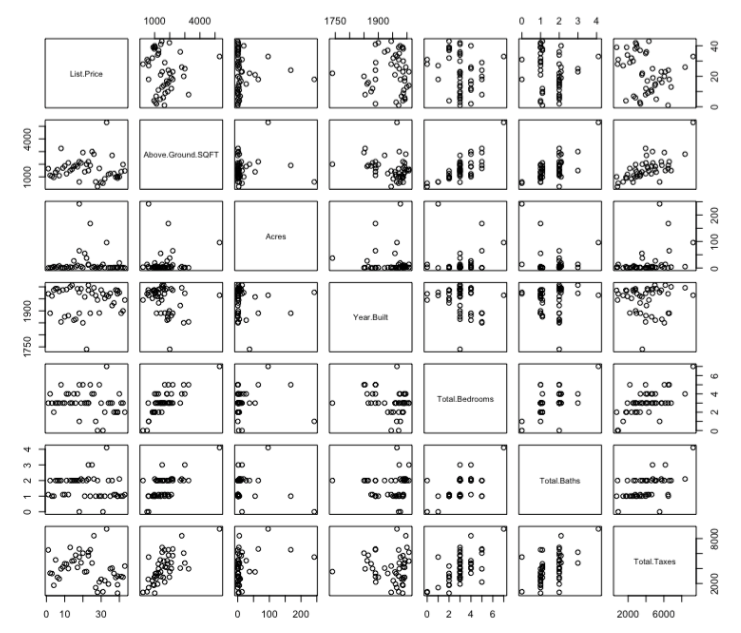 1000 4000 1750 1900 0 1 2 3 4
List.Price 0 20 40
1000 4000 Above.Ground.SQFT
Acres 0 100 200
1750 1900 Year.Built
Total.Bedrooms 0 2 4 6
0 1 2 3 4 Total.Baths
Total.Taxes 2000 8000
0 10 30 0 100 200 0 2 4 6 2000 6000